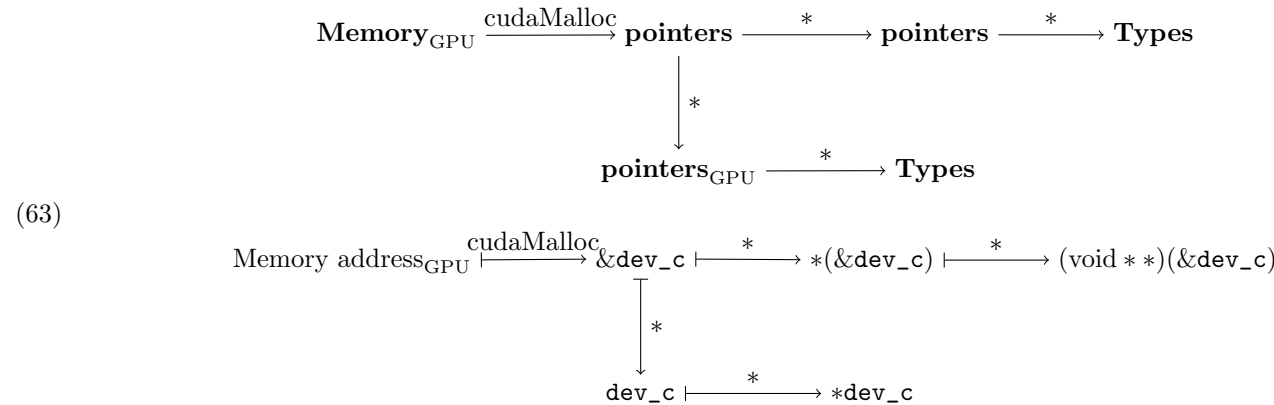 cudaMalloc * *
Memory_GPU pointers pointers Types
*
*
pointers_GPU Types
(63)
cudaMalloc * *
Memory address_GPU &dev_c *(&dev_c) (void * *)(&dev_c)
*
*
dev_c *dev_c